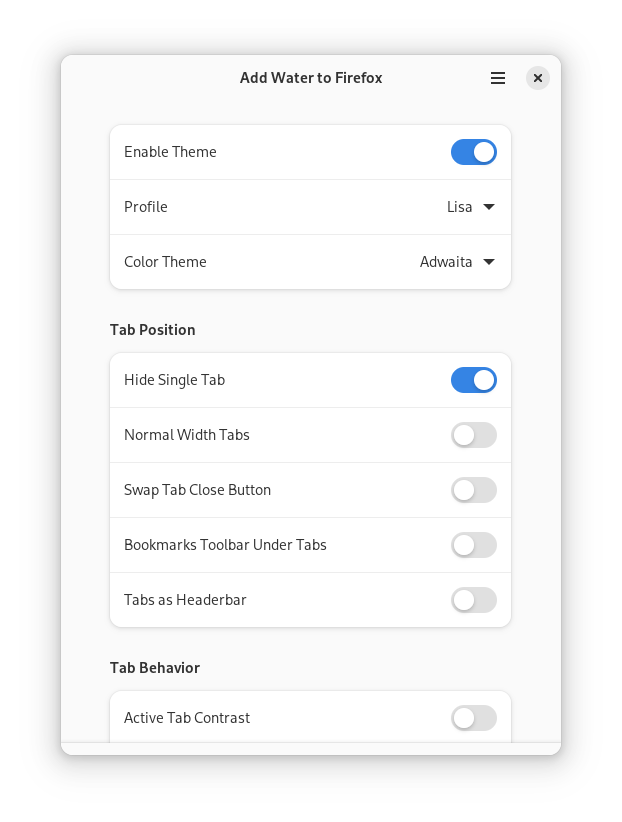 Add Water to Firefox
Enable Theme
Profile Lisa
Color Theme Adwaita
Tab Position
Hide Single Tab
Normal Width Tabs
Swap Tab Close Button
Bookmarks Toolbar Under Tabs
Tabs as Headerbar
Tab Behavior
Active Tab Contrast